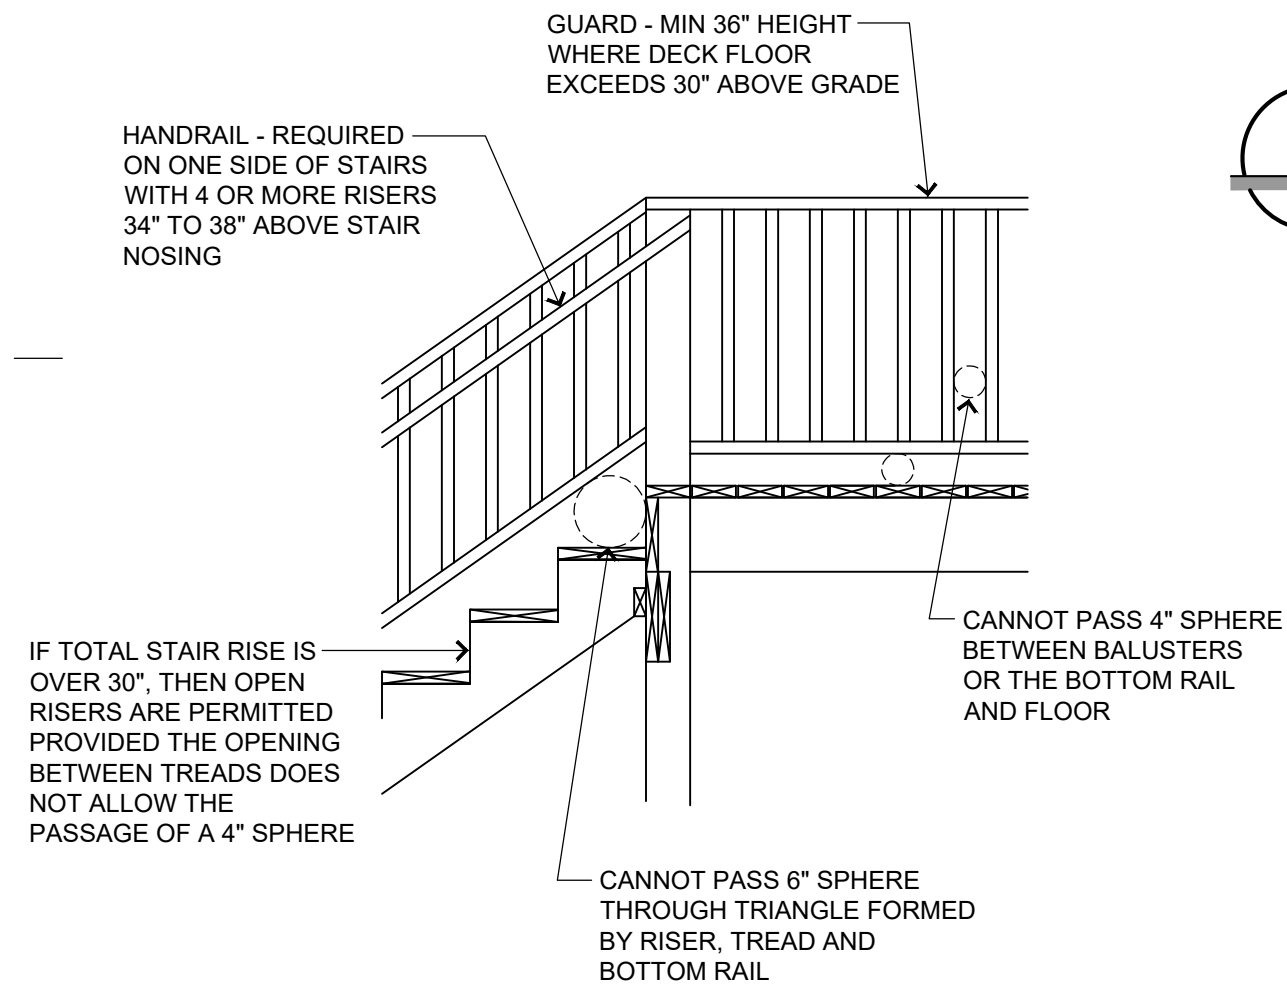 GUARD - MIN 36" HEIGHT
WHERE DECK FLOOR
EXCEEDS 30" ABOVE GRADE
HANDRAIL - REQUIRED
ON ONE SIDE OF STAIRS
WITH 4 OR MORE RISERS
34" TO 38" ABOVE STAIR
NOSING
IF TOTAL STAIR RISE IS
OVER 30", THEN OPEN
RISERS ARE PERMITTED
PROVIDED THE OPENING
BETWEEN TREADS DOES
NOT ALLOW THE
PASSAGE OF A 4" SPHERE
CANNOT PASS 4" SPHERE
BETWEEN BALUSTERS
OR THE BOTTOM RAIL
AND FLOOR
CANNOT PASS 6" SPHERE
THROUGH TRIANGLE FORMED
BY RISER, TREAD AND
BOTTOM RAIL